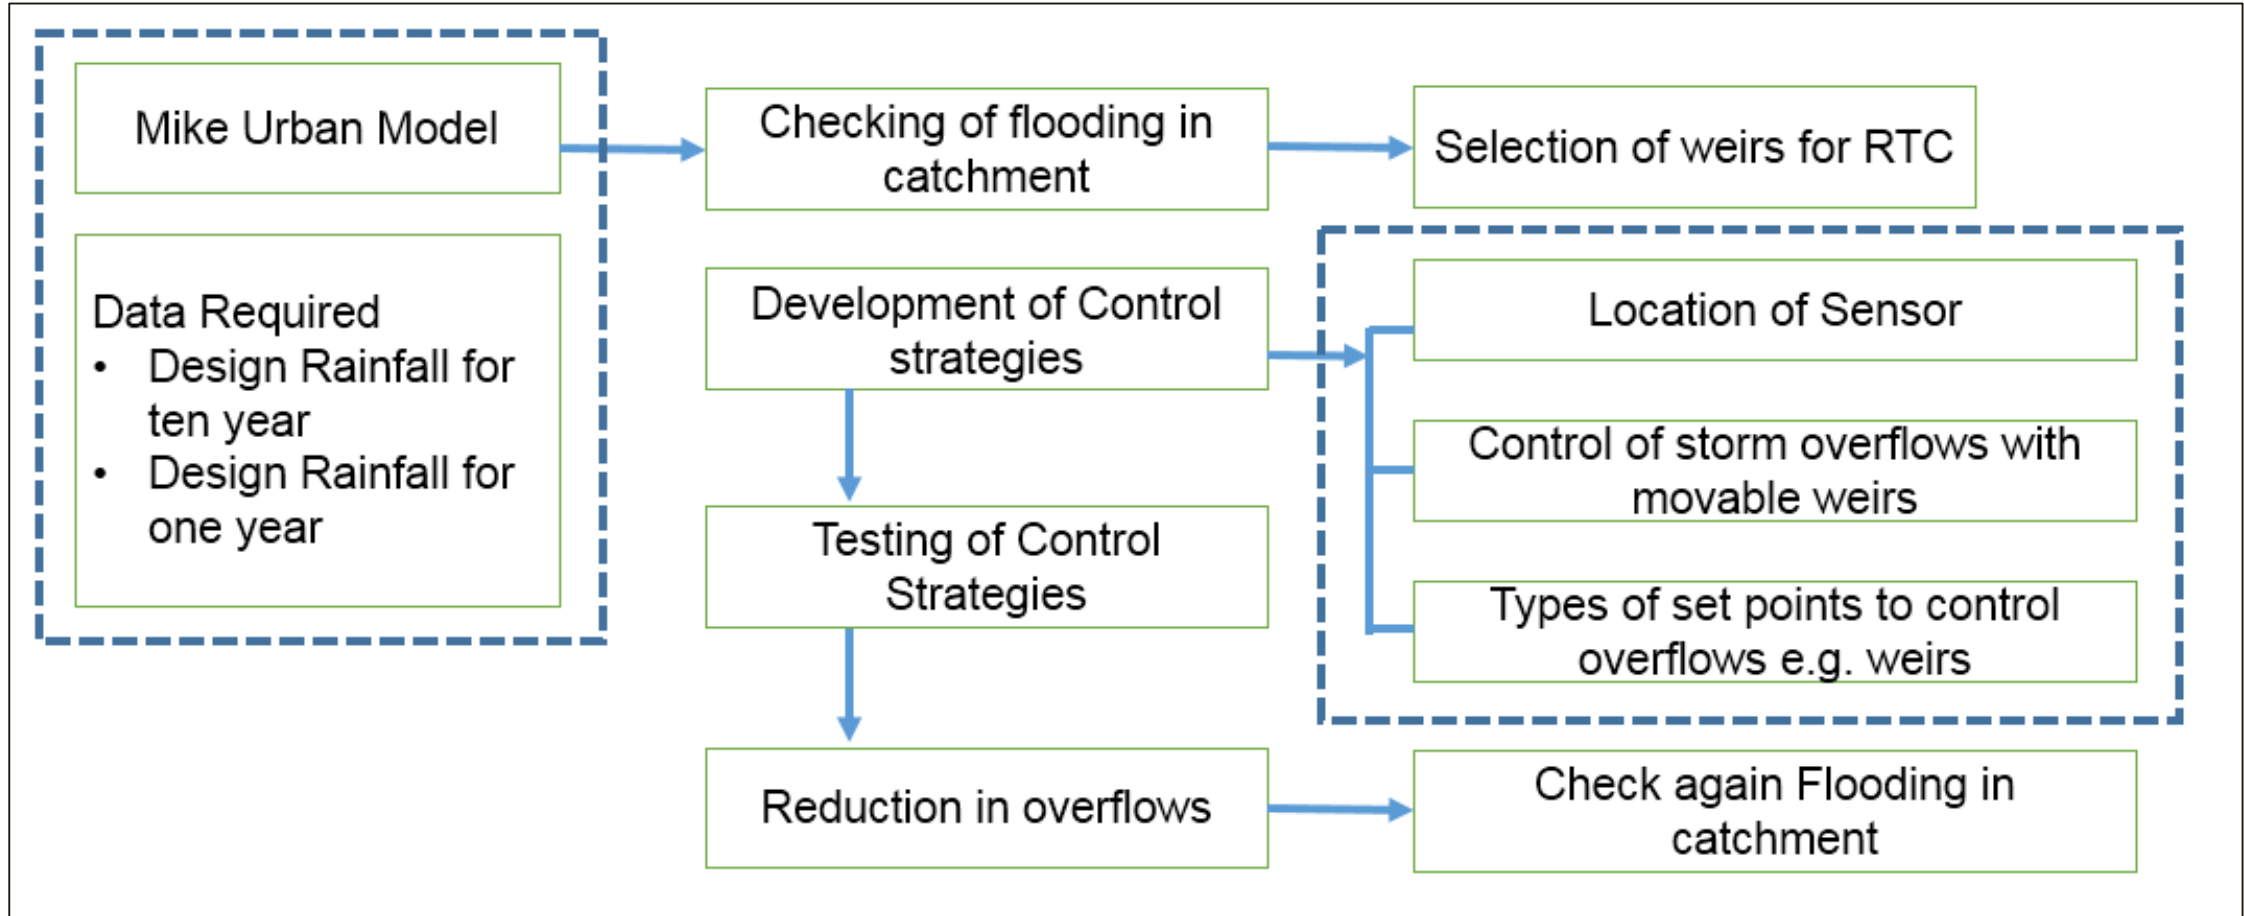 Mike Urban Model
Data Required
• Design Rainfall for
ten year
• Design Rainfall for
one year
Checking of flooding in
catchment
Selection of weirs for RTC
Development of Control
strategies
Location of Sensor
Control of storm overflows with
movable weirs
Types of set points to control
overflows e.g. weirs
Testing of Control
Strategies
Reduction in overflows
Check again Flooding in
catchment